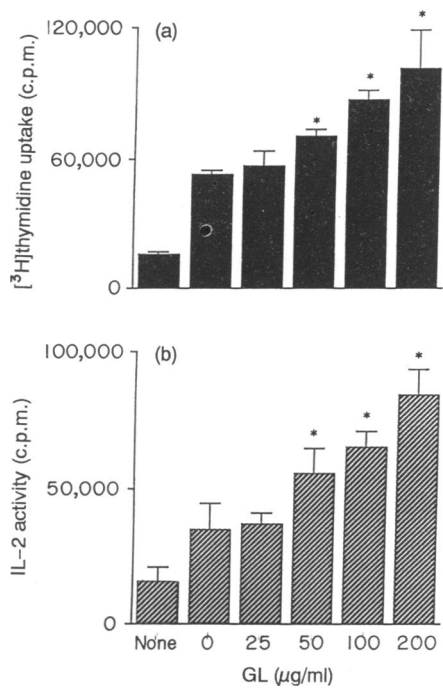 120,000
(a)
*
*
*
60,000
0
[³H]thymidine uptake (c.p.m.)
100,000
(b)
*
*
*
50,000
0
IL-2 activity (c.p.m.)
None 0 25 50 100 200
GL (µg/ml)